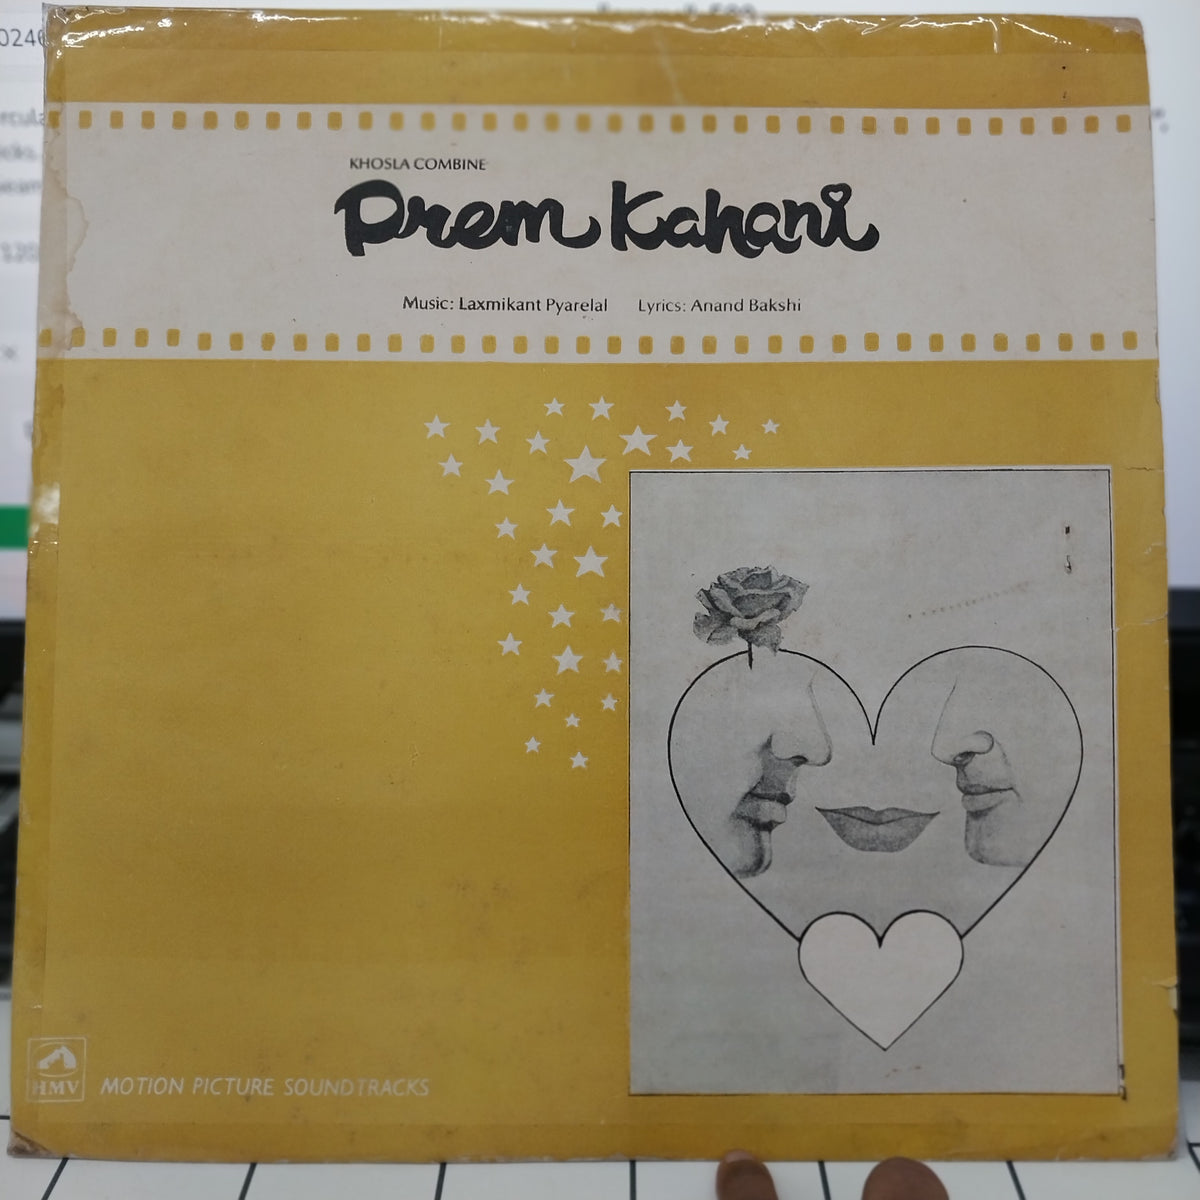 KHOSLA COMBINE
Prem Kahani
Music: Laxmikant Pyarelal Lyrics: Anand Bakshi
HMV MOTION PICTURE SOUNDTRACKS